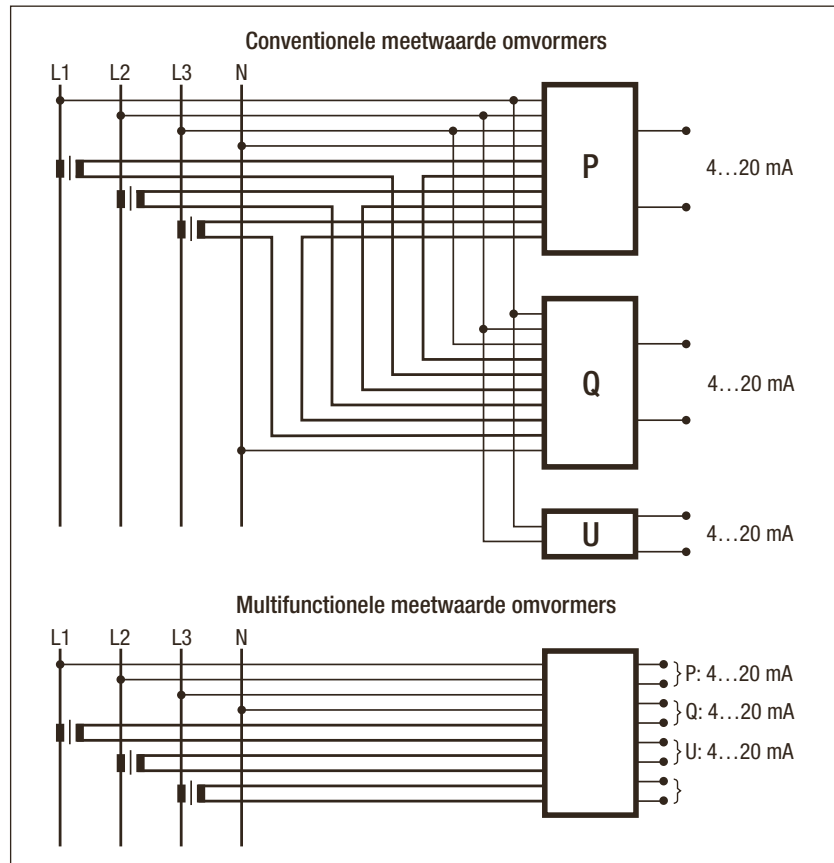 Conventionele meetwaarde omvormers
L1 L2 L3 N
P
4...20 mA
Q
4...20 mA
U
4...20 mA
Multifunctionele meetwaarde omvormers
L1 L2 L3 N
P: 4...20 mA
Q: 4...20 mA
U: 4...20 mA